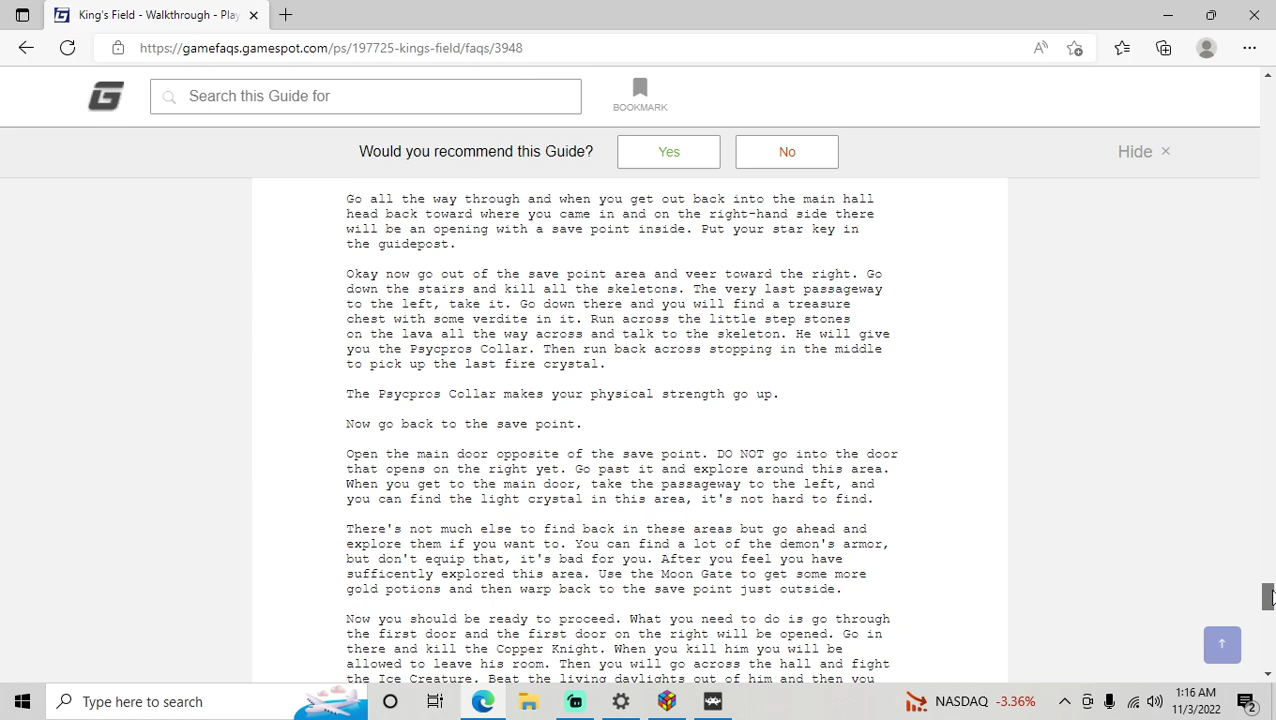 King's Field - Walkthrough - Play
https://gamefaqs.gamespot.com/ps/197725-kings-field/faqs/3948
Search this Guide for
BOOKMARK
Would you recommend this Guide?
Yes
No
Hide ×
Go all the way through and when you get out back into the main hall
head back toward where you came in and on the right-hand side there
will be an opening with a save point inside. Put your star key in
the guidepost.
Okay now go out of the save point area and veer toward the right. Go
down the stairs and kill all the skeletons. The very last passageway
to the left, take it. Go down there and you will find a treasure
chest with some verdite in it. Run across the little step stones
on the lava all the way across and talk to the skeleton. He will give
you the Psycpros Collar. Then run back across stopping in the middle
to pick up the last fire crystal.
The Psycpros Collar makes your physical strength go up.
Now go back to the save point.
Open the main door opposite of the save point. DO NOT go into the door
that opens on the right yet. Go past it and explore around this area.
When you get to the main door, take the passageway to the left, and
you can find the light crystal in this area, it's not hard to find.
There's not much else to find back in these areas but go ahead and
explore them if you want to. You can find a lot of the demon's armor,
but don't equip that, it's bad for you. After you feel you have
sufficently explored this area. Use the Moon Gate to get some more
gold potions and then warp back to the save point just outside.
Now you should be ready to proceed. What you need to do is go through
the first door and the first door on the right will be opened. Go in
there and kill the Copper Knight. When you kill him you will be
allowed to leave his room. Then you will go across the hall and fight
the Ice Creature. Beat the living daylights out of him and then you
Type here to search
NASDAQ -3.36%
1:16 AM
11/3/2022
2